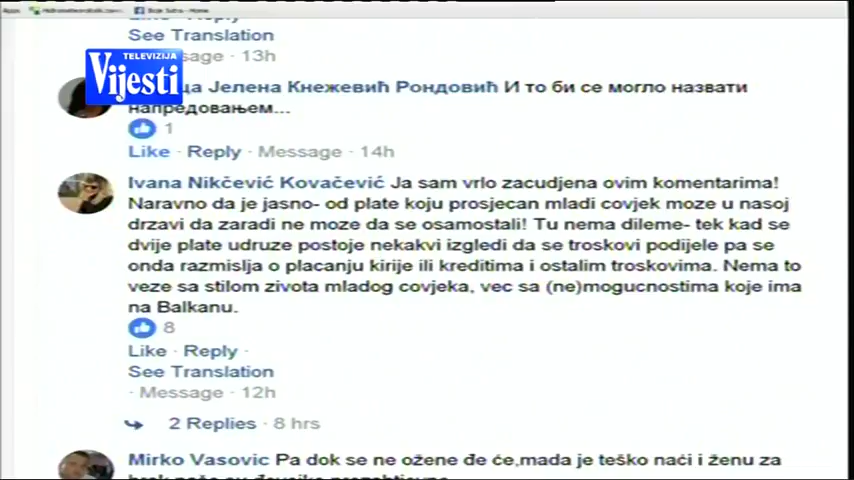 Apps
Home
See Translation
sage · 13h
TELEVIZIJA
Vijesti
ца Јелена Кнежевић Рондовић И то би се могло назвати
напредовањем...
1
Like · Reply · Message · 14h
Ivana Nikčević Kovačević Ja sam vrlo zacudjena ovim komentarima!
Naravno da je jasno- od plate koju prosjecan mladi covjek moze u nasoj
drzavi da zaradi ne moze da se osamostali! Tu nema dileme- tek kad se
dvije plate udruze postoje nekakvi izgledi da se troskovi podijele pa se
onda razmislja o placanju kirije ili kreditima i ostalim troskovima. Nema to
veze sa stilom zivota mladog covjeka, vec sa (ne)mogucnostima koje ima
na Balkanu.
8
Like · Reply ·
See Translation
· Message · 12h
2 Replies · 8 hrs
Mirko Vasovic Pa dok se ne ožene đe će,mada je teško naći i ženu za